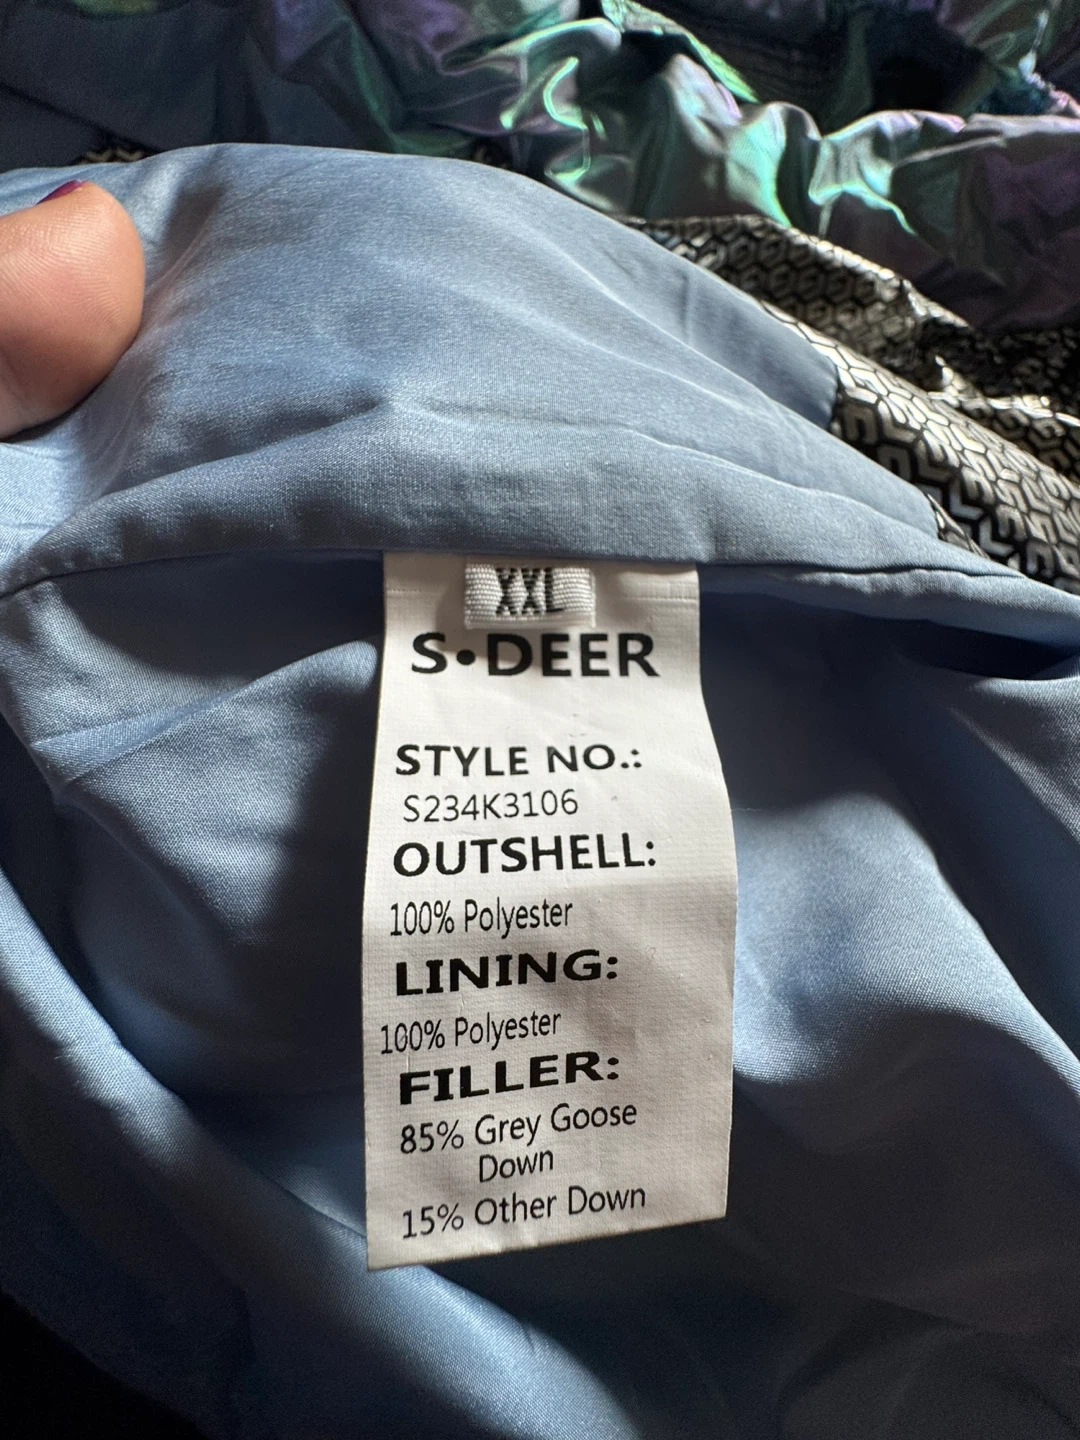 XXL
S•DEER
STYLE NO.:
S234K3106
OUTSHELL:
100% Polyester
LINING:
100% Polyester
FILLER:
85% Grey Goose
Down
15% Other Down